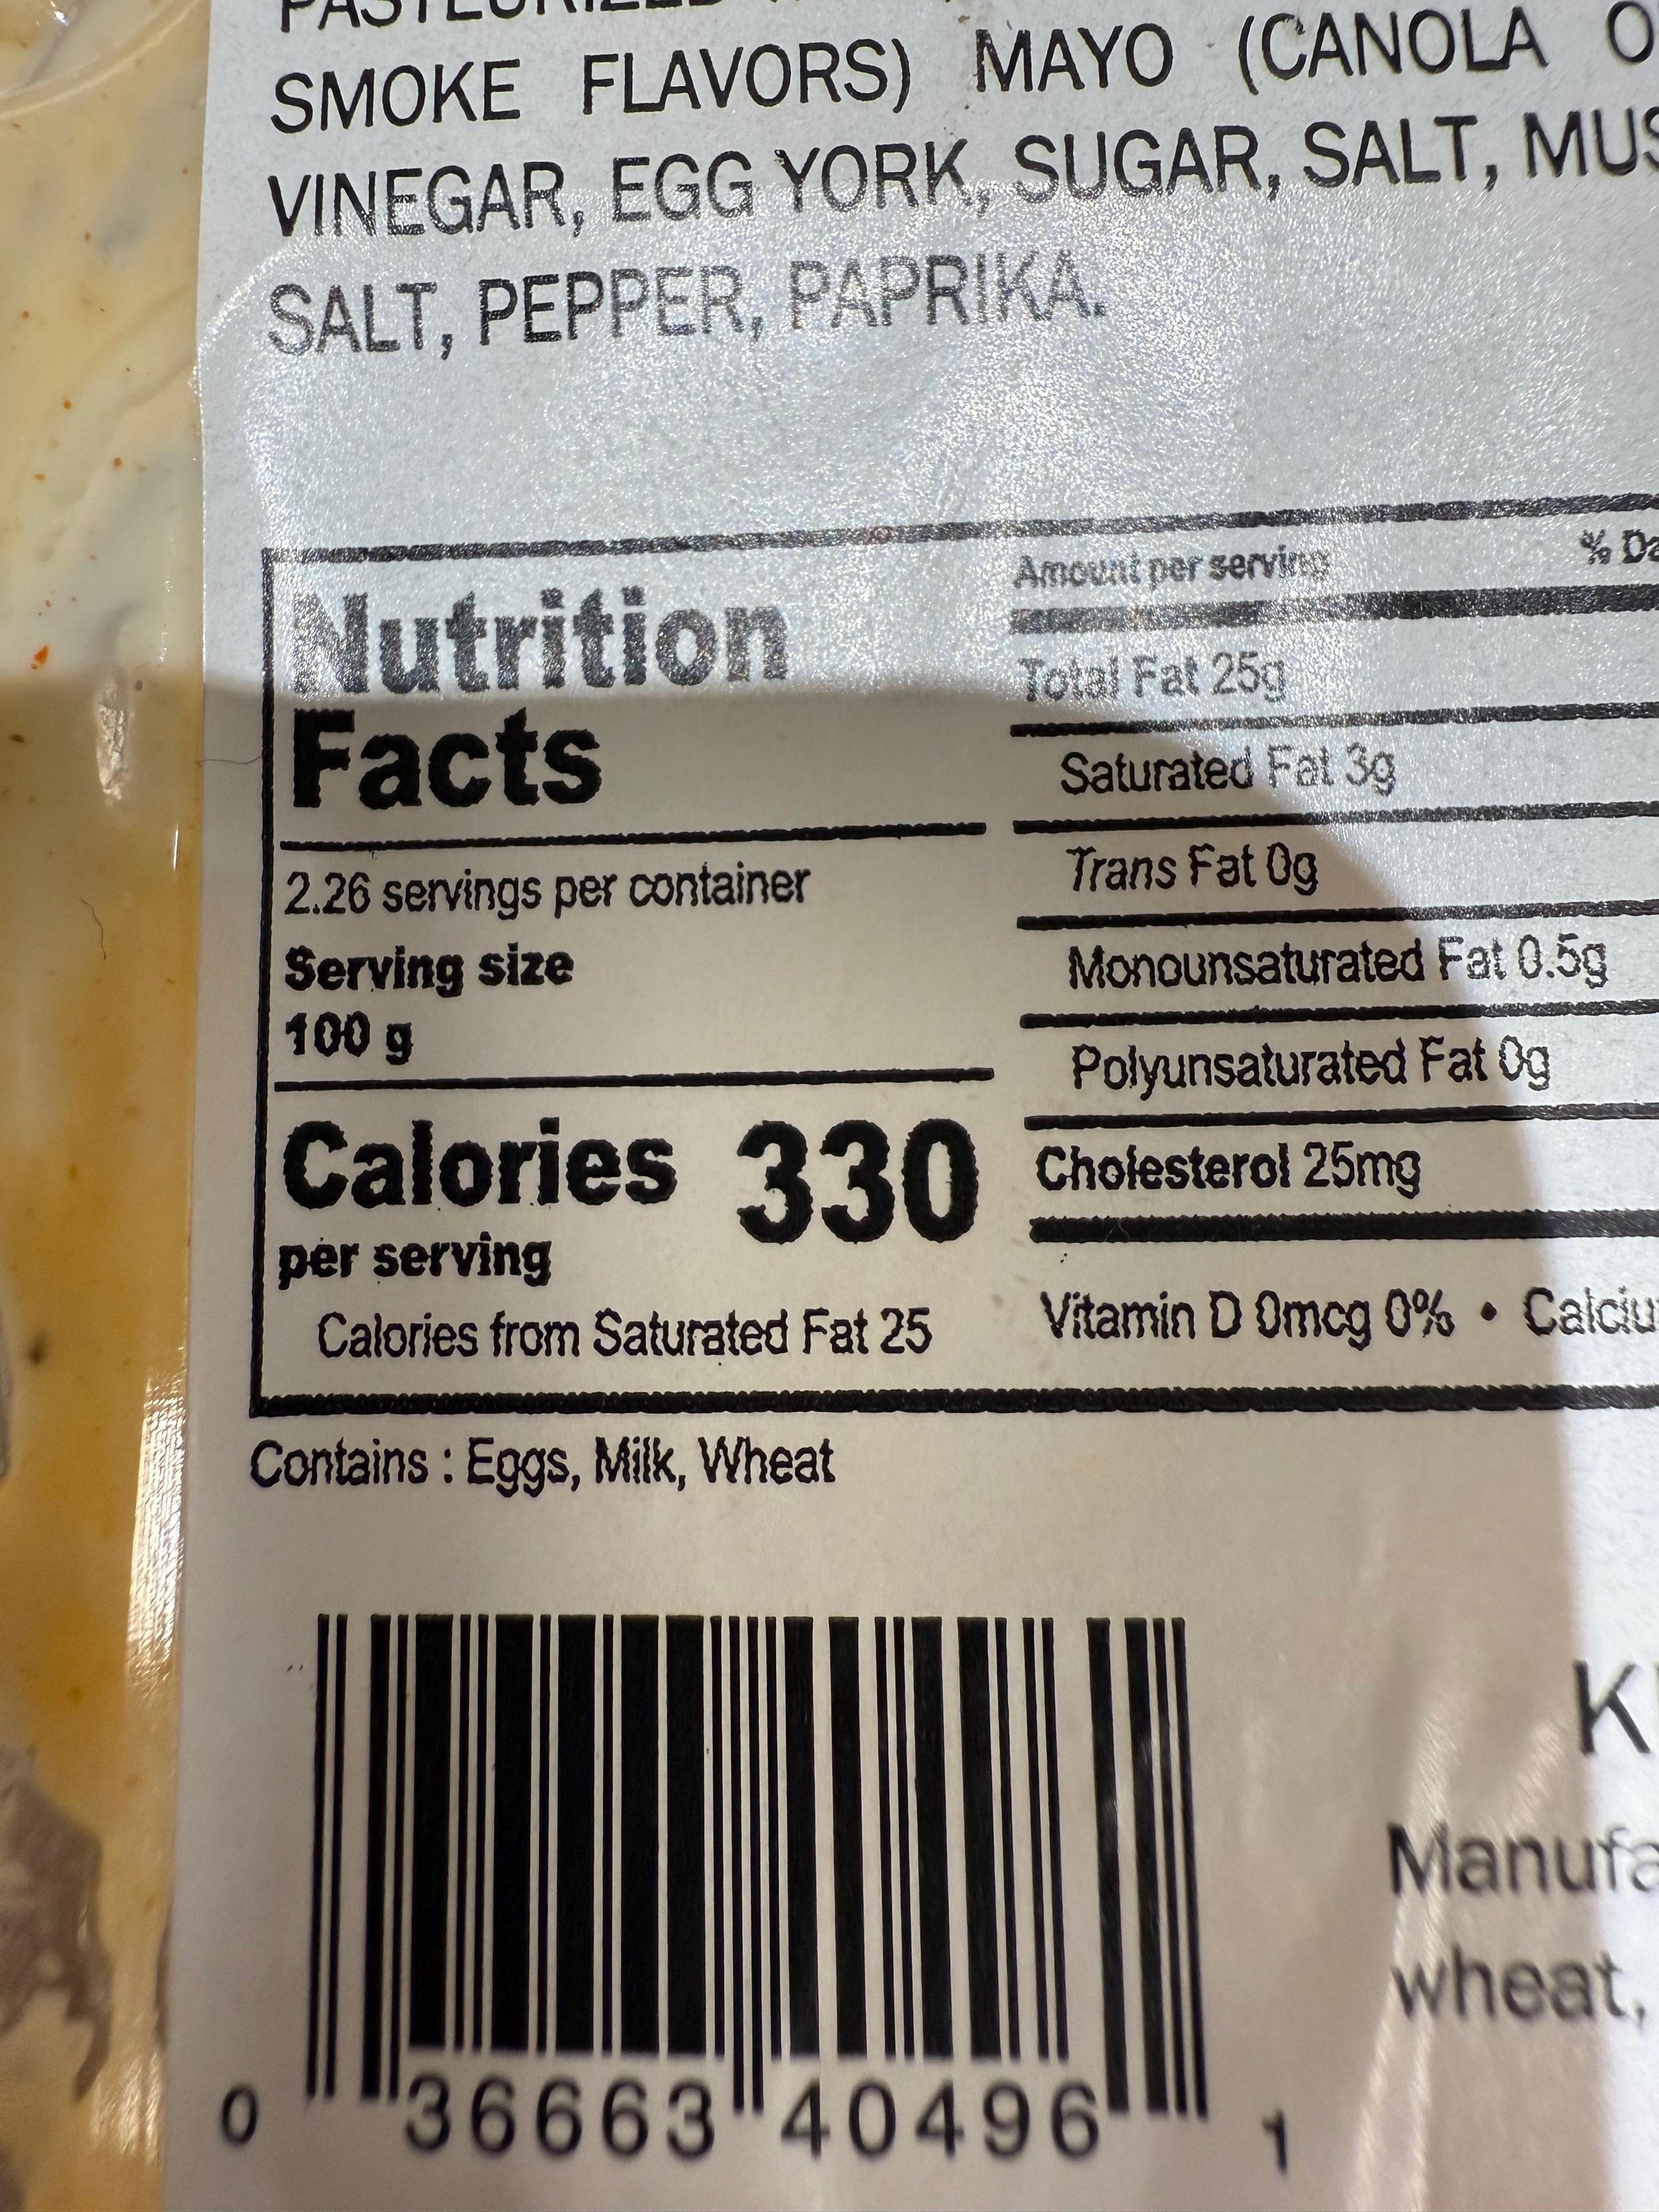 SMOKE FLAVORS) MAYO (CANOLA
VINEGAR, EGG YORK, SUGAR, SALT,
SALT, PEPPER, PAPRIKA.
Nutrition
Facts
2.26 servings per container
Serving size
100 g
Calories 330
per serving
Calories from Saturated Fat 25
Amount per serving %
Total Fat 25g
Saturated Fat 3g
Trans Fat 0g
Monounsaturated Fat 0.5g
Polyunsaturated Fat 0g
Cholesterol 25mg
Vitamin D 0mcg 0% •
Contains : Eggs, Milk, Wheat
wheat,
0 36663 40496 1